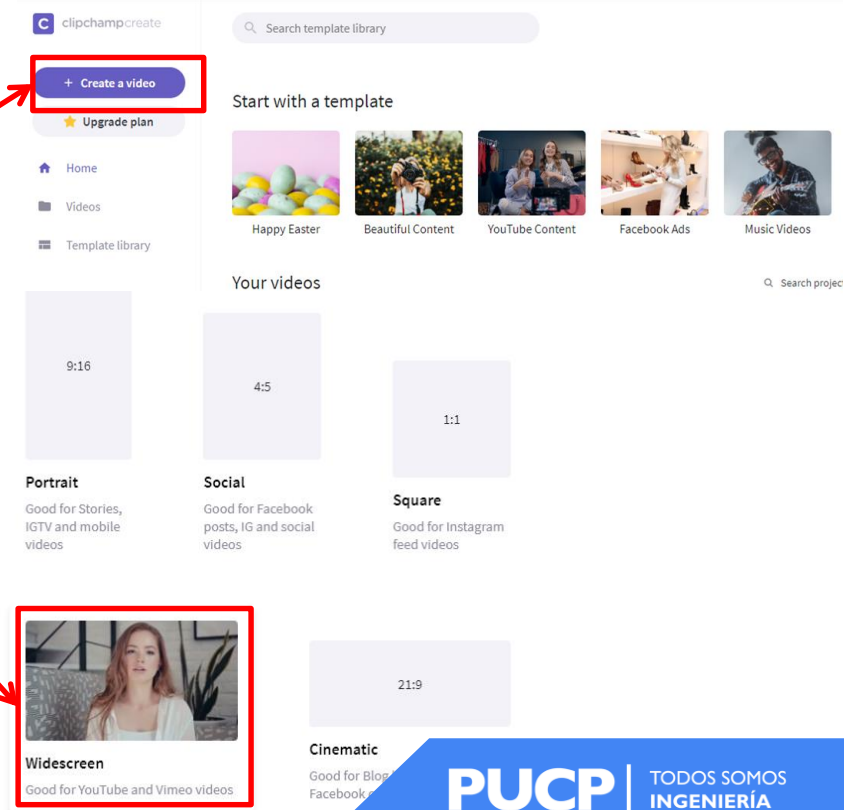 C clipchampcreate
Search template library
+ Create a video
Upgrade plan
Home
Videos
Template library
Start with a template
Happy Easter
Beautiful Content
YouTube Content
Facebook Ads
Music Videos
Your videos
Search project
9:16
4:5
1:1
Portrait
Good for Stories,
IGTV and mobile
videos
Social
Good for Facebook
posts, IG and social
videos
Square
Good for Instagram
feed videos
Widescreen
Good for YouTube and Vimeo videos
21:9
Cinematic
Good for Blog
Facebook
PUCP
TODOS SOMOS
INGENIERÍA